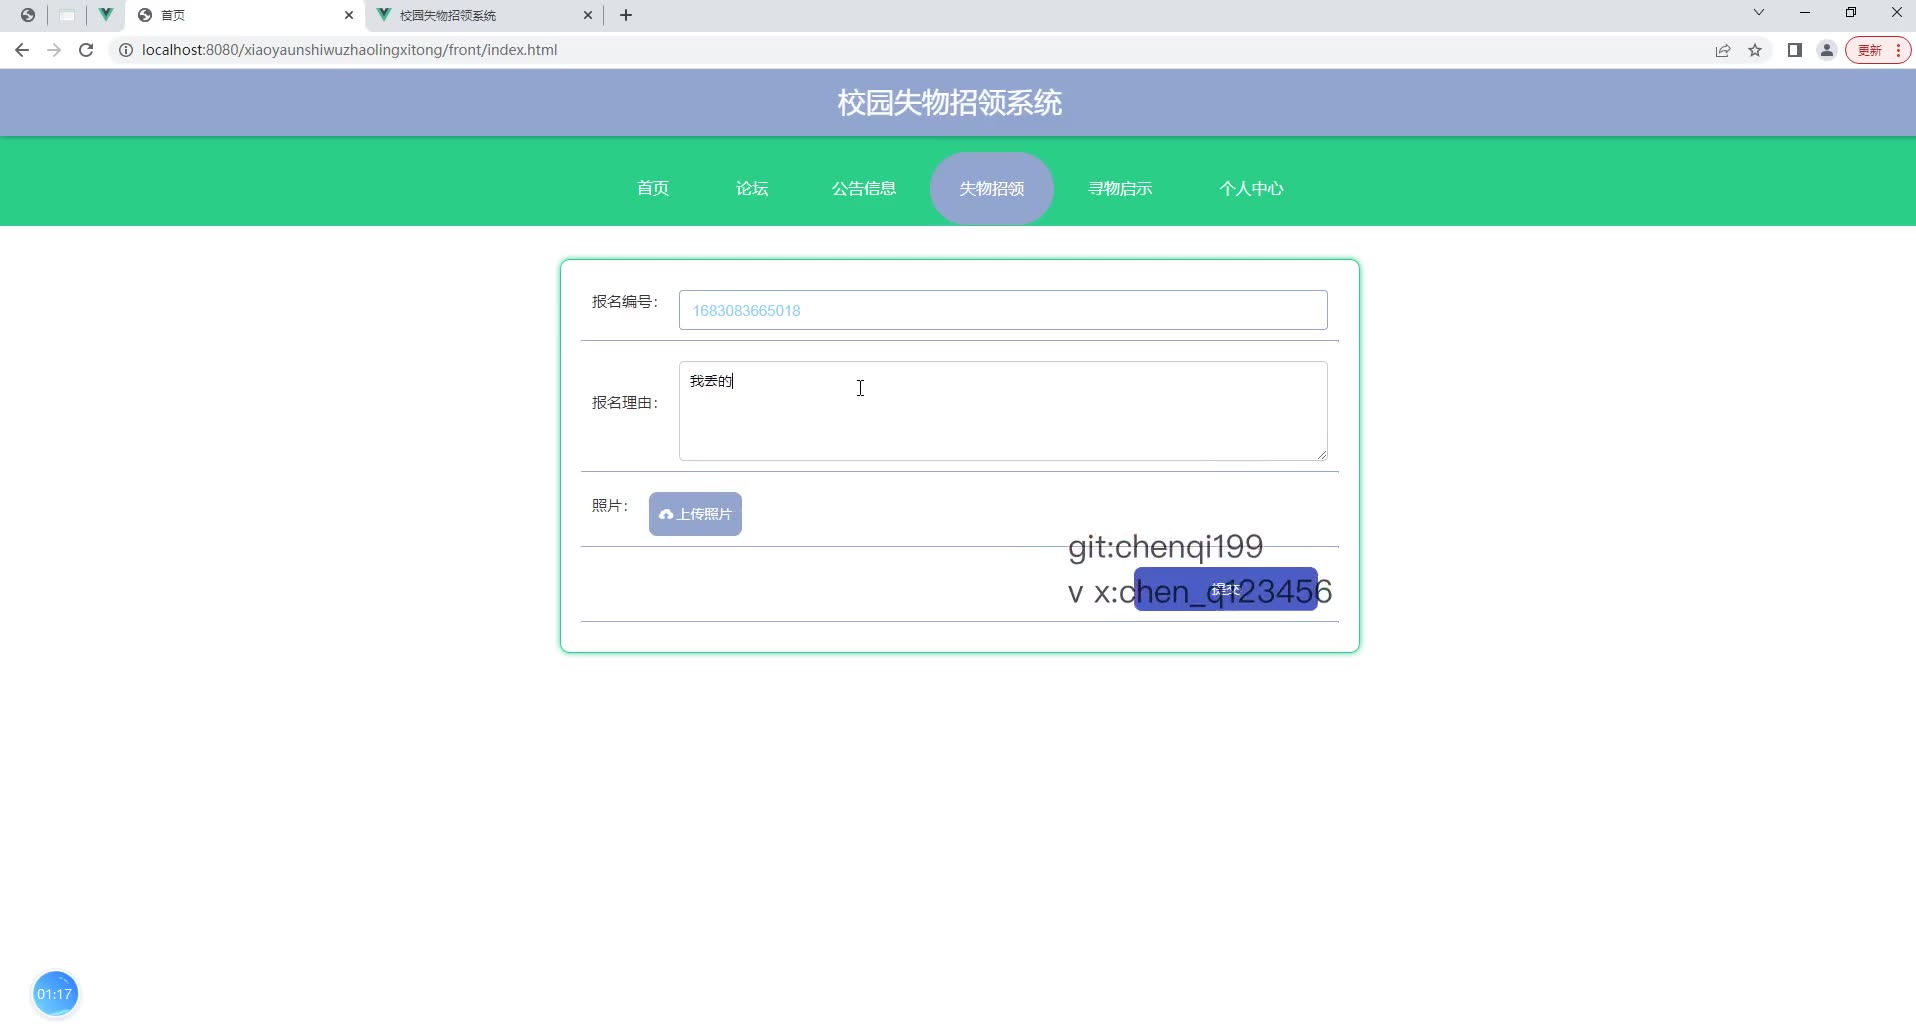 首页
校园失物招领系统
localhost:8080/xiaoyaunshiwuzhaolingxitong/front/index.html
更新
校园失物招领系统
首页
论坛
公告信息
失物招领
寻物启示
个人中心
报名编号：
1683083665018
报名理由：
我丢的
照片：
上传照片
git:chenqi199
v x:chen_q123456
提交
01:17